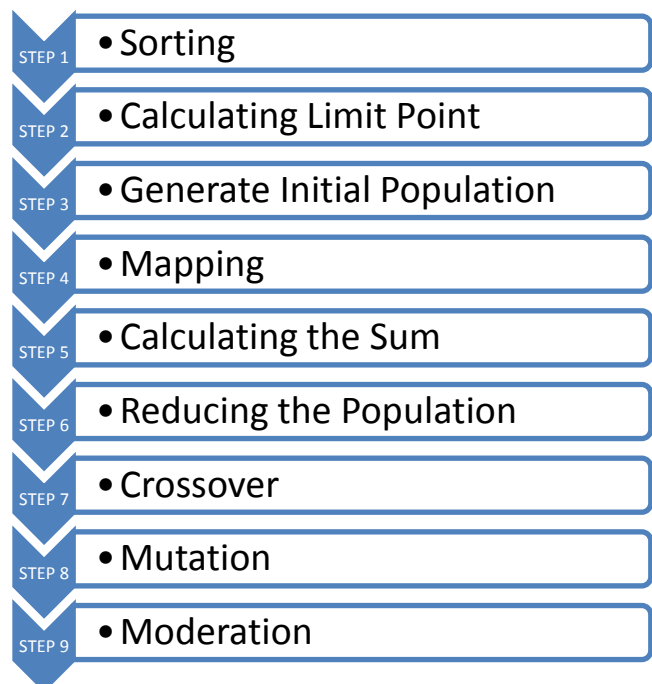 STEP 1 • Sorting
STEP 2 • Calculating Limit Point
STEP 3 • Generate Initial Population
STEP 4 • Mapping
STEP 5 • Calculating the Sum
STEP 6 • Reducing the Population
STEP 7 • Crossover
STEP 8 • Mutation
STEP 9 • Moderation